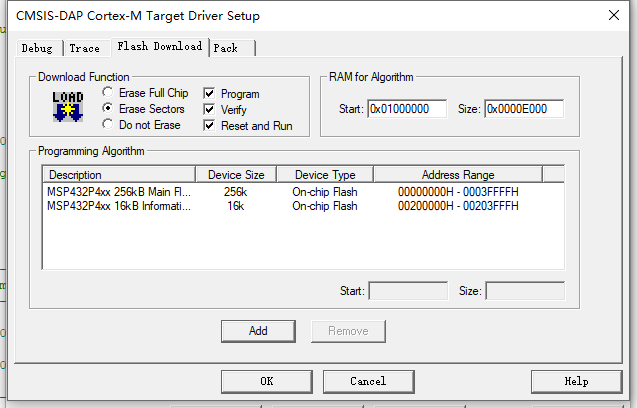 CMSIS-DAP Cortex-M Target Driver Setup
Debug Trace Flash Download Pack
Download Function
LOAD
Erase Full Chip
Erase Sectors
Do not Erase
Program
Verify
Reset and Run
RAM for Algorithm
Start: 0x01000000 Size: 0x0000E000
Programming Algorithm
Description Device Size Device Type Address Range
MSP432P4xx 256kB Main Fl... 256k On-chip Flash 00000000H - 0003FFFFH
MSP432P4xx 16kB Informati... 16k On-chip Flash 00200000H - 00203FFFH
Start: Size:
Add Remove
OK Cancel Help